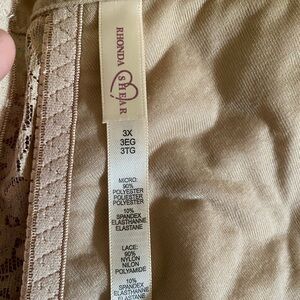 RHONDA
SHEAR
3X
3EG
3TG
MICRO:
90%
POLYESTER
POLIESTER
POLYESTER
10%
SPANDEX
ELASTHANNE
ELASTANE
LACE:
90%
NYLON
NILON
POLYAMIDE
10%
SPANDEX
ELASTHANNE
ELASTANE